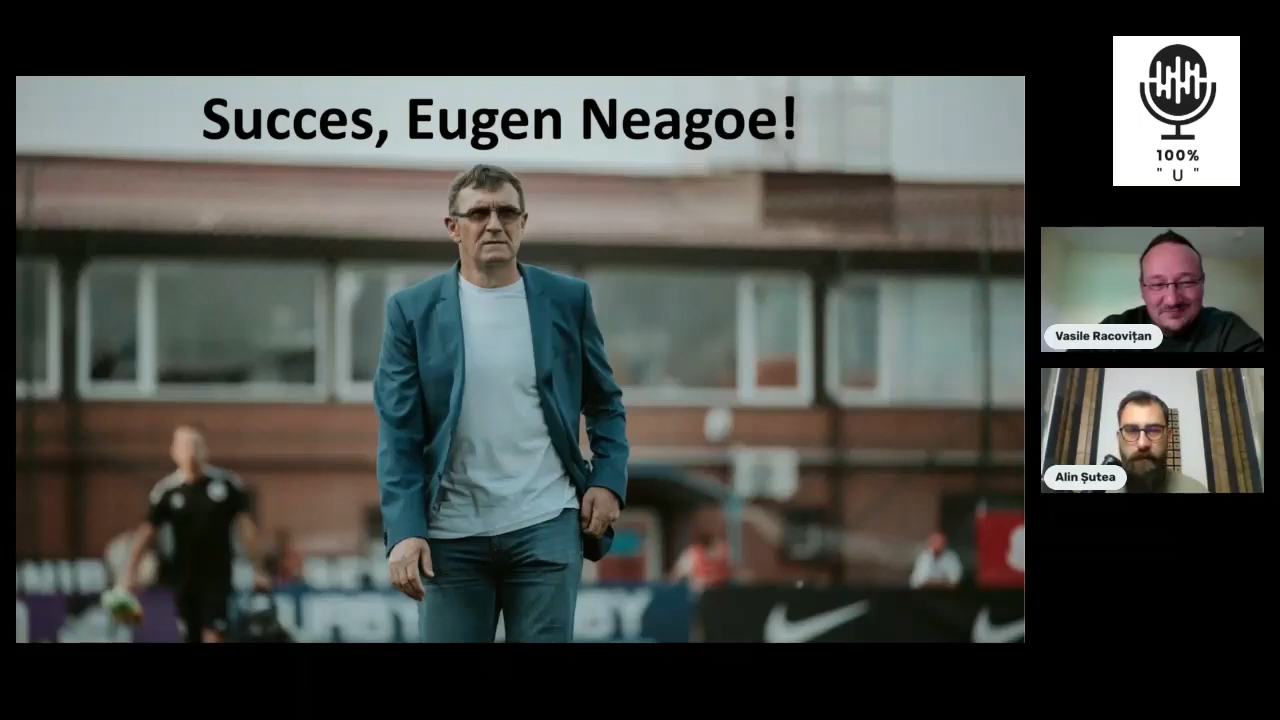 Succes, Eugen Neagoe!
100%
" U "
Vasile Racovițan
Alin Șutea